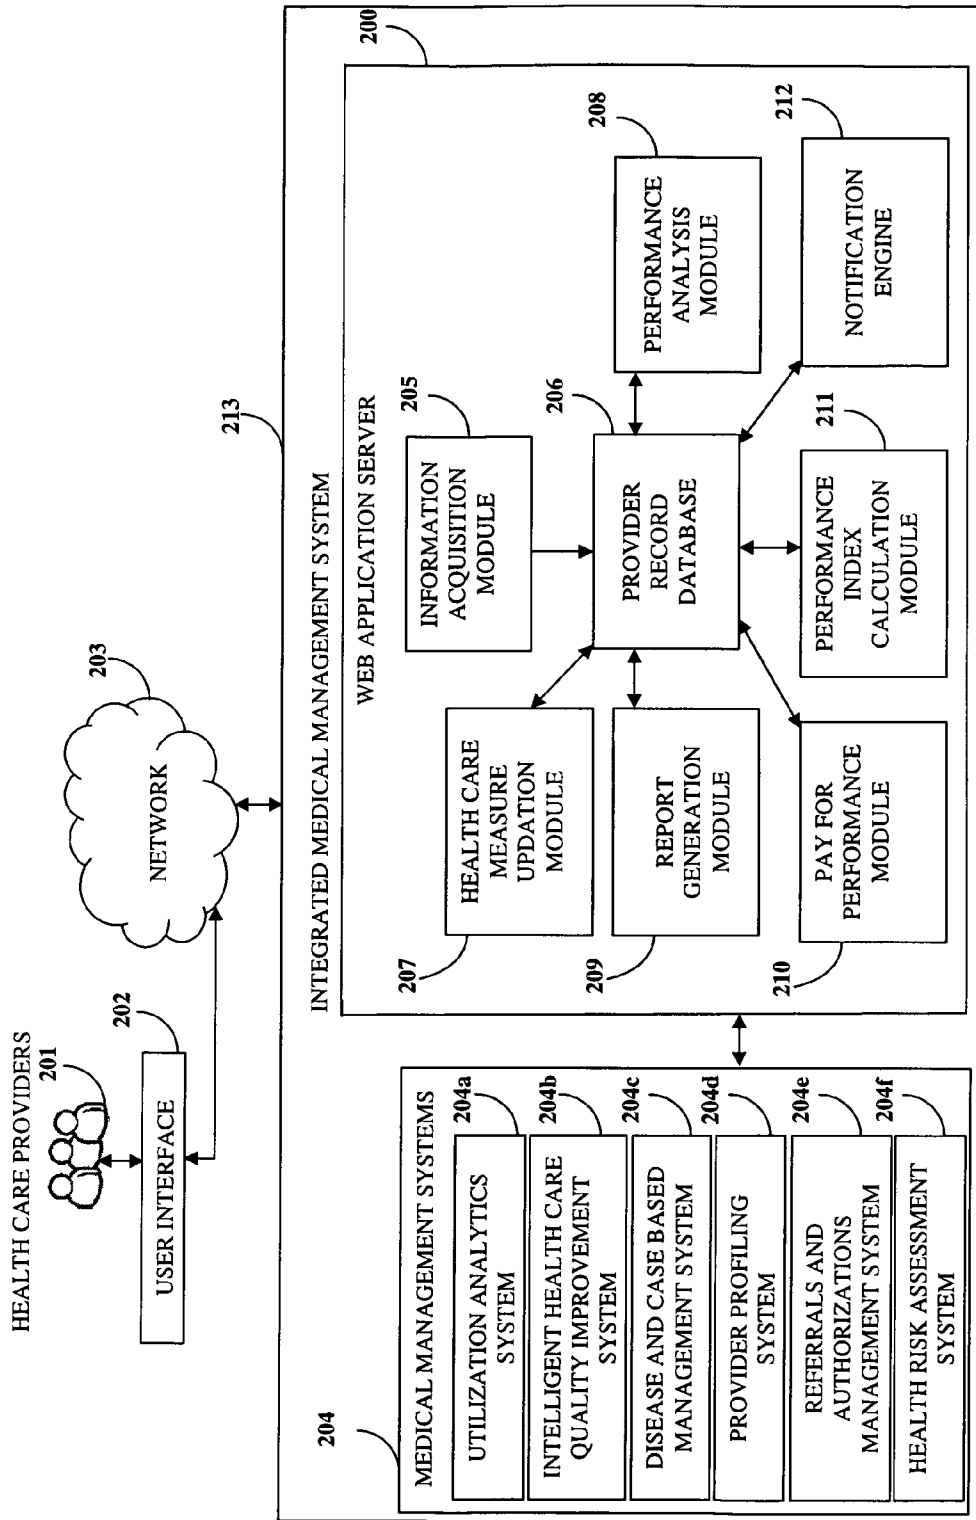 HEALTH CARE PROVIDERS
201
USER INTERFACE
202
NETWORK
203
213
INTEGRATED MEDICAL MANAGEMENT SYSTEM
204
MEDICAL MANAGEMENT SYSTEMS
UTILIZATION ANALYTICS
SYSTEM
204a
INTELLIGENT HEALTH CARE
QUALITY IMPROVEMENT
SYSTEM
204b
DISEASE AND CASE BASED
MANAGEMENT SYSTEM
204c
PROVIDER PROFILING
SYSTEM
204d
REFERRALS AND
AUTHORIZATIONS
MANAGEMENT SYSTEM
204e
HEALTH RISK ASSESSMENT
SYSTEM
204f
WEB APPLICATION SERVER
200
HEALTH CARE
MEASURE
UPDATION
MODULE
207
INFORMATION
ACQUISITION
MODULE
205
PERFORMANCE
ANALYSIS
MODULE
208
REPORT
GENERATION
MODULE
209
PROVIDER
RECORD
DATABASE
206
PAY FOR
PERFORMANCE
MODULE
210
PERFORMANCE
INDEX
CALCULATION
MODULE
211
NOTIFICATION
ENGINE
212